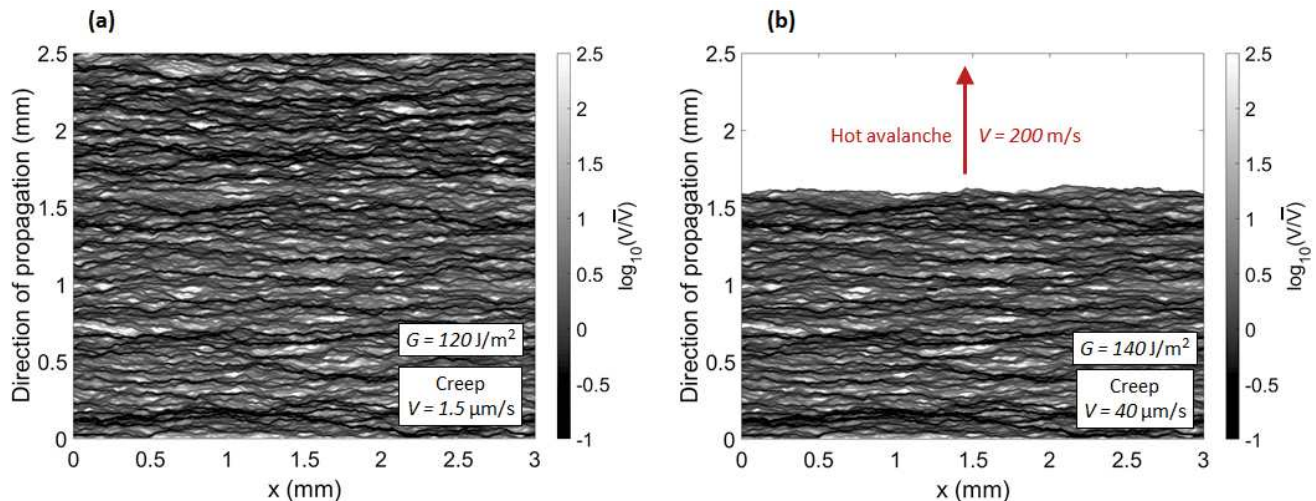 (a)
Direction of propagation (mm)
2.5
2
1.5
1
0.5
0
0
0.5
1
1.5
2
2.5
3
x (mm)
G = 120 J/m²
Creep
V = 1.5 µm/s
2.5
2
1.5
1
0.5
0
-0.5
-1
log₁₀(V/V̅)
(b)
Direction of propagation (mm)
2.5
2
1.5
1
0.5
0
0
0.5
1
1.5
2
2.5
3
x (mm)
Hot avalanche V = 200 m/s
G = 140 J/m²
Creep
V = 40 µm/s
2.5
2
1.5
1
0.5
0
-0.5
-1
log₁₀(V/V̅)